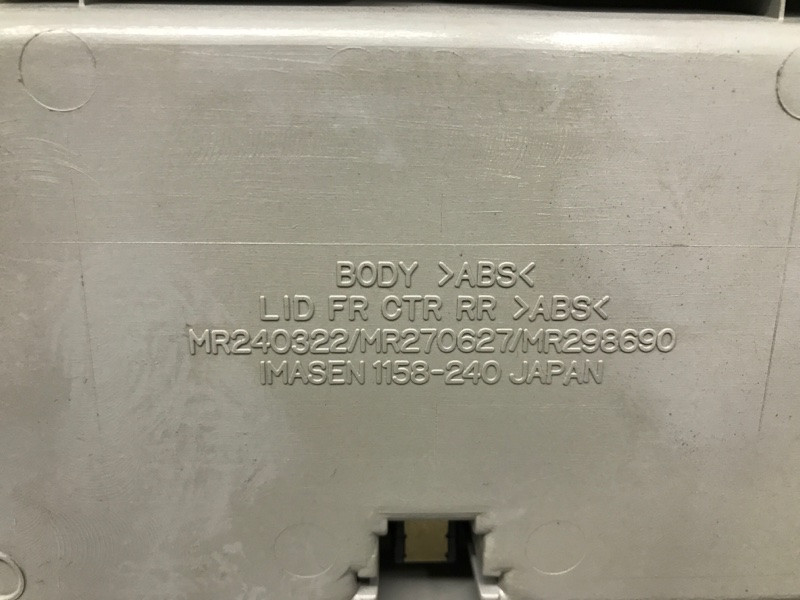 BODY >ABS<
LID FR CTR RR >ABS<
MR240322/MR270627/MR298690
IMASEN 1158-240 JAPAN